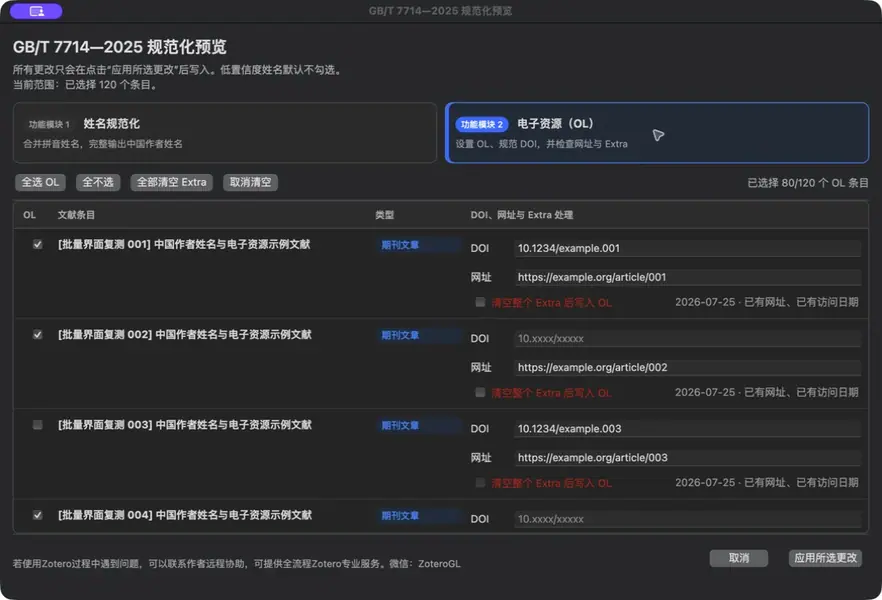 GB/T 7714—2025 规范化预览
GB/T 7714—2025 规范化预览
所有更改只会在点击“应用所选更改”后写入。低置信度姓名默认不勾选。
当前范围：已选择 120 个条目。
功能模块 1 姓名规范化
合并拼音姓名，完整输出中国作者姓名
功能模块 2 电子资源（OL）
设置 OL、规范 DOI，并检查网址与 Extra
全选 OL 全不选 全部清空 Extra 取消清空 已选择 80/120 个 OL 条目
OL 文献条目 类型 DOI、网址与 Extra 处理
[批量界面复测 001] 中国作者姓名与电子资源示例文献 期刊文章 DOI 10.1234/example.001
网址 https://example.org/article/001
清空整个 Extra 后写入 OL 2026-07-25 · 已有网址、已有访问日期
[批量界面复测 002] 中国作者姓名与电子资源示例文献 期刊文章 DOI 10.xxxx/xxxxx
网址 https://example.org/article/002
清空整个 Extra 后写入 OL 2026-07-25 · 已有网址、已有访问日期
[批量界面复测 003] 中国作者姓名与电子资源示例文献 期刊文章 DOI 10.1234/example.003
网址 https://example.org/article/003
清空整个 Extra 后写入 OL 2026-07-25 · 已有网址、已有访问日期
[批量界面复测 004] 中国作者姓名与电子资源示例文献 期刊文章 DOI 10.xxxx/xxxxx
若使用Zotero过程中遇到问题，可以联系作者远程协助，可提供全流程Zotero专业服务。微信：ZoteroGL 取消 应用所选更改